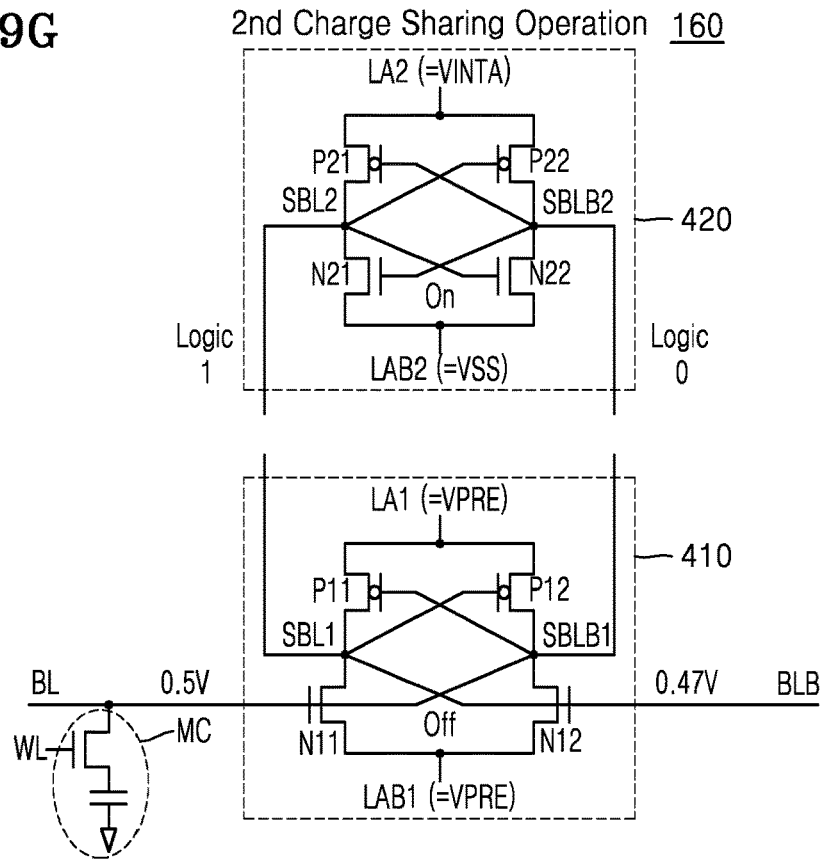 9G
2nd Charge Sharing Operation 160
LA2 (=VINTA)
P21 P22
SBL2 SBLB2
420
N21 N22
On
Logic 1
Logic 0
LAB2 (=VSS)
LA1 (=VPRE)
410
P11 P12
SBL1 SBLB1
BL 0.5V 0.47V BLB
Off
N11 N12
MC
WL
LAB1 (=VPRE)